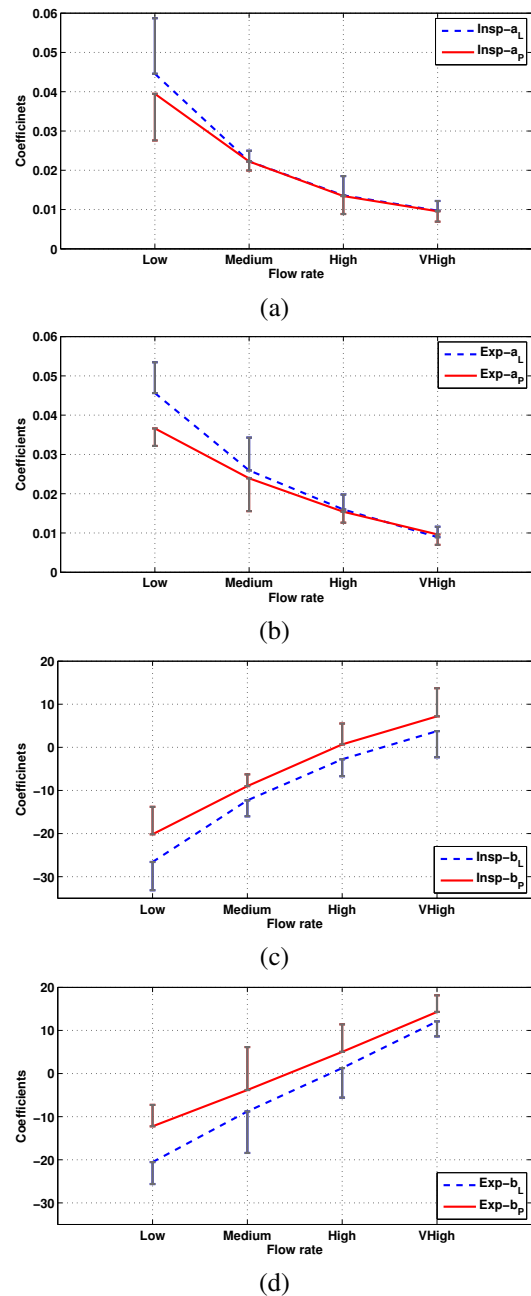 0.06
0.05
0.04
0.03
0.02
0.01
0
Coefficinets
Insp-a_L
Insp-a_P
Low Medium High VHigh
Flow rate
(a)
0.06
0.05
0.04
0.03
0.02
0.01
0
Coefficients
Exp-a_L
Exp-a_P
Low Medium High VHigh
Flow rate
(b)
20
10
0
-10
-20
-30
Coefficinets
Insp-b_L
Insp-b_P
Low Medium High VHigh
Flow rate
(c)
20
10
0
-10
-20
-30
Coefficients
Exp-b_L
Exp-b_P
Low Medium High VHigh
Flow rate
(d)